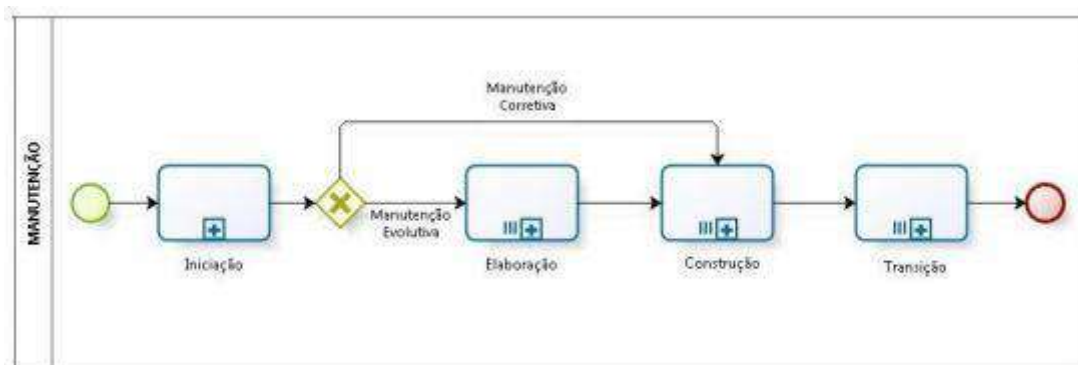 MANUTENÇÃO
Manutenção
Corretiva
Manutenção
Evolutiva
Iniciação
Elaboração
Construção
Transição